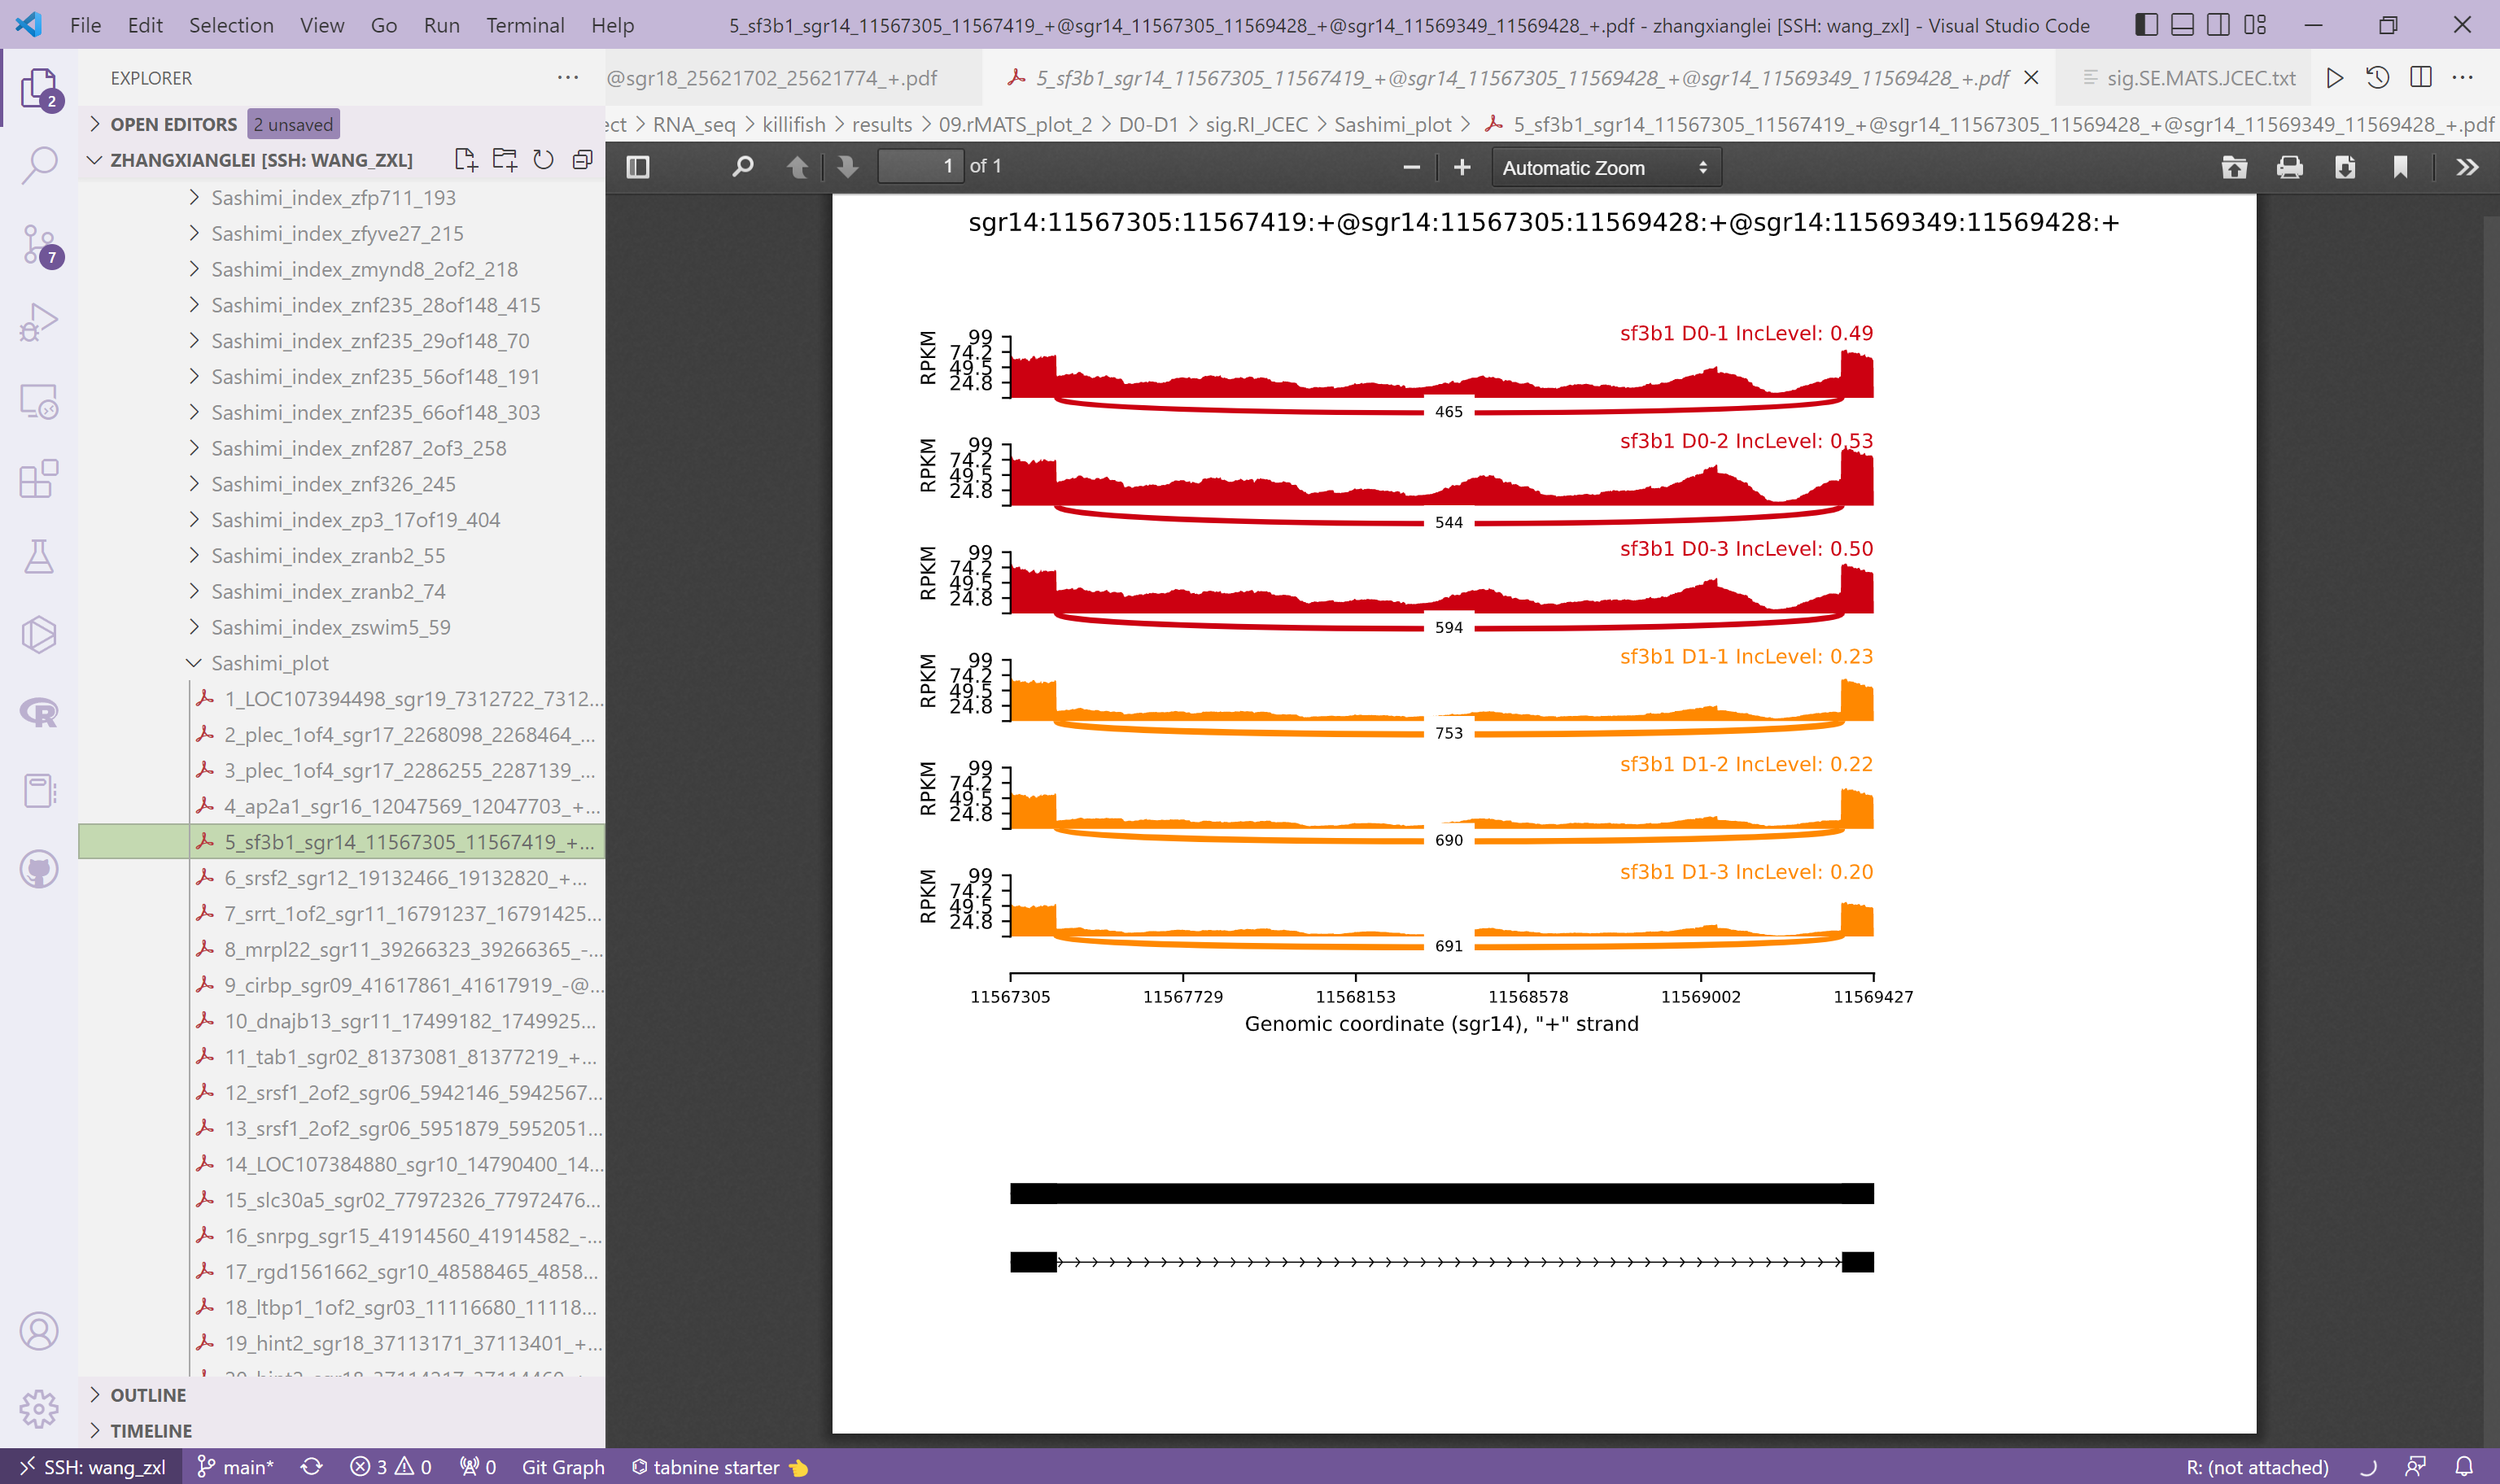 File Edit Selection View Go Run Terminal Help 5_sf3b1_sgr14_11567305_11567419_+@sgr14_11567305_11569428_+@sgr14_11569349_11569428_+.pdf - zhangxianglei [SSH: wang_zxl] - Visual Studio Code
EXPLORER
@sgr18_25621702_25621774_+.pdf 5_sf3b1_sgr14_11567305_11567419_+@sgr14_11567305_11569428_+@sgr14_11569349_11569428_+.pdf sig.SE.MATS.JCEC.txt
2
OPEN EDITORS 2 unsaved
ect > RNA_seq > killifish > results > 09.rMATS_plot_2 > D0-D1 > sig.RI_JCEC > Sashimi_plot > 5_sf3b1_sgr14_11567305_11567419_+@sgr14_11567305_11569428_+@sgr14_11569349_11569428_+.pdf
ZHANGXIANGLEI [SSH: WANG_ZXL]
1 of 1
Automatic Zoom
7
Sashimi_index_zfp711_193
Sashimi_index_zfyve27_215
Sashimi_index_zmynd8_2of2_218
Sashimi_index_znf235_28of148_415
Sashimi_index_znf235_29of148_70
Sashimi_index_znf235_56of148_191
Sashimi_index_znf235_66of148_303
Sashimi_index_znf287_2of3_258
Sashimi_index_znf326_245
Sashimi_index_zp3_17of19_404
Sashimi_index_zranb2_55
Sashimi_index_zranb2_74
Sashimi_index_zswim5_59
Sashimi_plot
1_LOC107394498_sgr19_7312722_7312...
2_plec_1of4_sgr17_2268098_2268464_...
3_plec_1of4_sgr17_2286255_2287139_...
4_ap2a1_sgr16_12047569_12047703_+...
5_sf3b1_sgr14_11567305_11567419_+...
6_srsf2_sgr12_19132466_19132820_+...
7_srrt_1of2_sgr11_16791237_16791425...
8_mrpl22_sgr11_39266323_39266365_-...
9_cirbp_sgr09_41617861_41617919_-@...
10_dnajb13_sgr11_17499182_1749925...
11_tab1_sgr02_81373081_81377219_+...
12_srsf1_2of2_sgr06_5942146_5942567...
13_srsf1_2of2_sgr06_5951879_5952051...
14_LOC107384880_sgr10_14790400_14...
15_slc30a5_sgr02_77972326_77972476...
16_snrpg_sgr15_41914560_41914582_-...
17_rgd1561662_sgr10_48588465_4858...
18_ltbp1_1of2_sgr03_11116680_11118...
19_hint2_sgr18_37113171_37113401_+...
OUTLINE
TIMELINE
sgr14:11567305:11567419:+@sgr14:11567305:11569428:+@sgr14:11569349:11569428:+
RPKM
99
74.2
49.5
24.8
sf3b1 D0-1 IncLevel: 0.49
465
RPKM
99
74.2
49.5
24.8
sf3b1 D0-2 IncLevel: 0.53
544
RPKM
99
74.2
49.5
24.8
sf3b1 D0-3 IncLevel: 0.50
594
RPKM
99
74.2
49.5
24.8
sf3b1 D1-1 IncLevel: 0.23
753
RPKM
99
74.2
49.5
24.8
sf3b1 D1-2 IncLevel: 0.22
690
RPKM
99
74.2
49.5
24.8
sf3b1 D1-3 IncLevel: 0.20
691
11567305 11567729 11568153 11568578 11569002 11569427
Genomic coordinate (sgr14), "+" strand
SSH: wang_zxl main* 3 0 0 Git Graph tabnine starter R: (not attached)